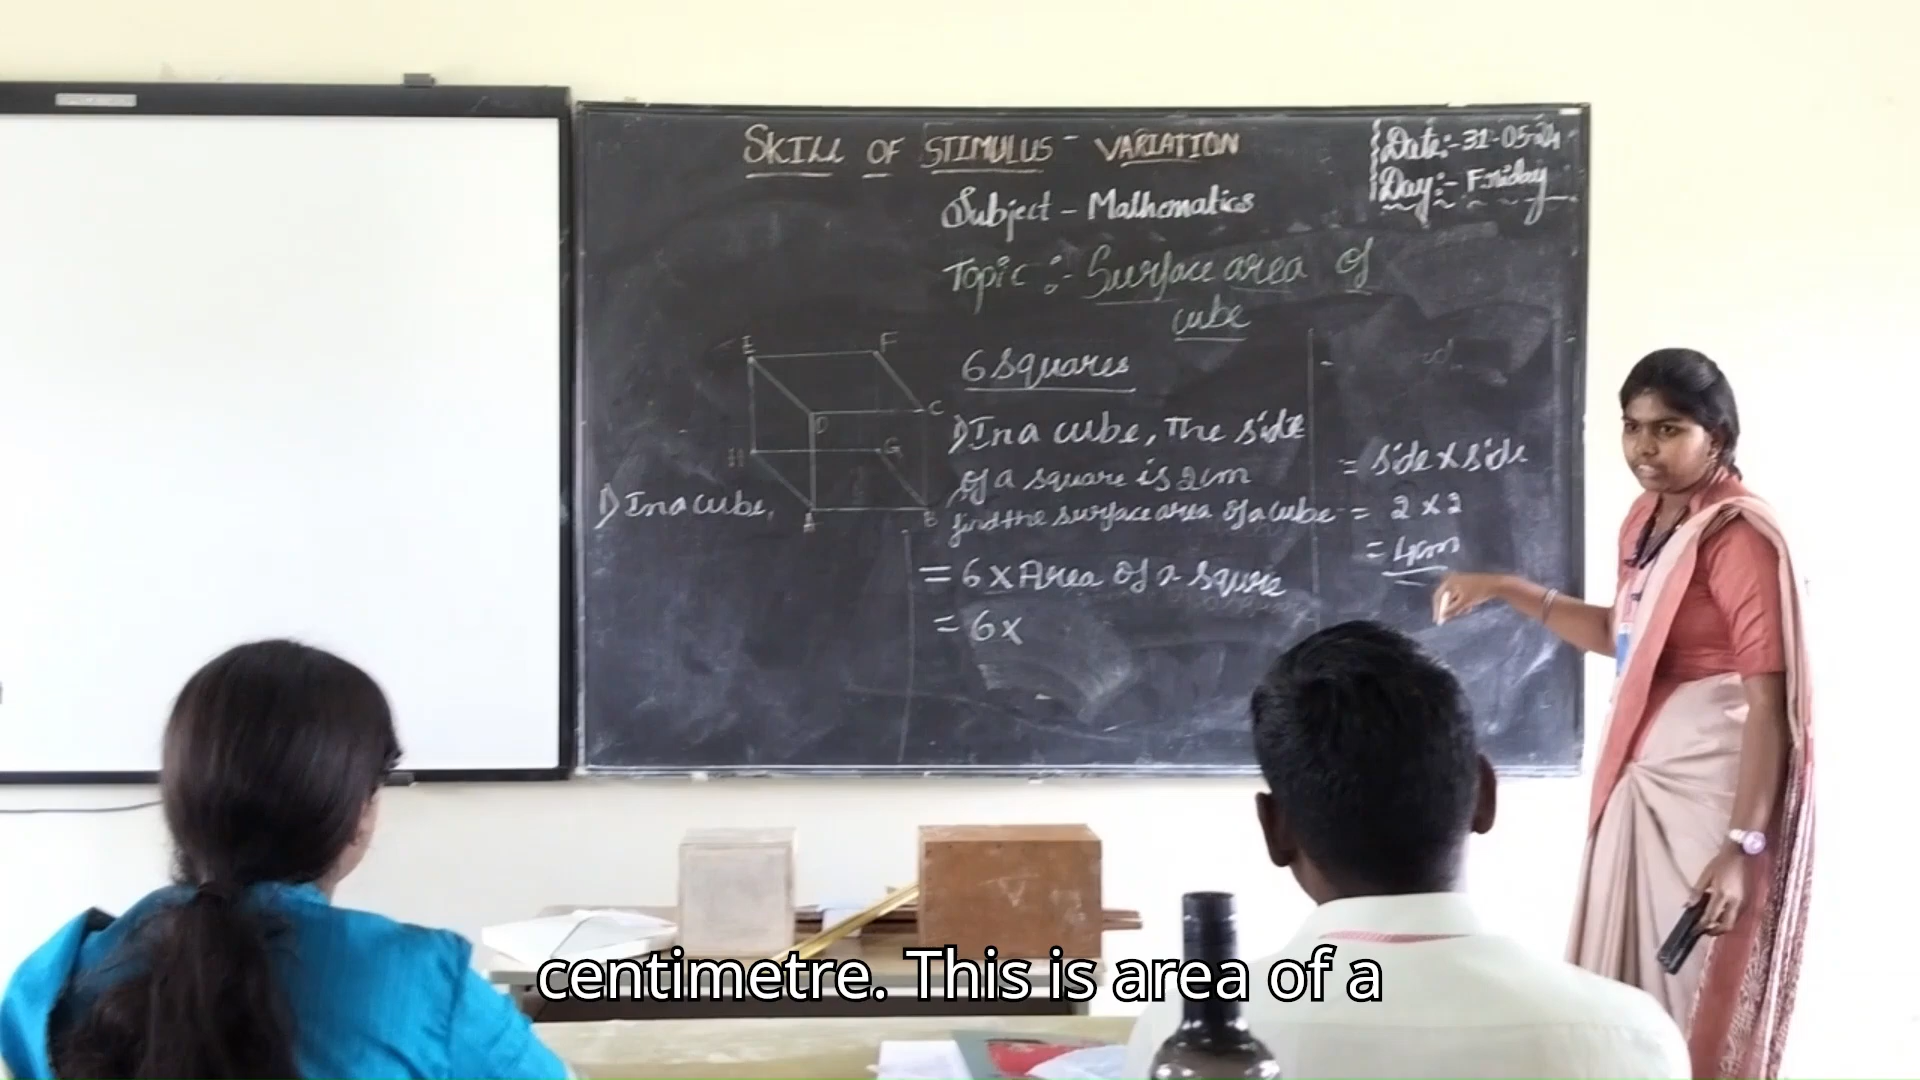 SKILL OF STIMULUS - VARIATION
Date:- 31-05-24
Day:- Friday
Subject - Mathematics
Topic :- Surface area of
cube
E
F
D
C
H
G
A
B
1) In a cube,
6 squares
1) In a cube, The side
of a square is 2cm
find the surface area of a cube
= 6 x Area of a Squre
= 6 x
= side x side
= 2 x 2
= 4cm
centimetre. This is area of a